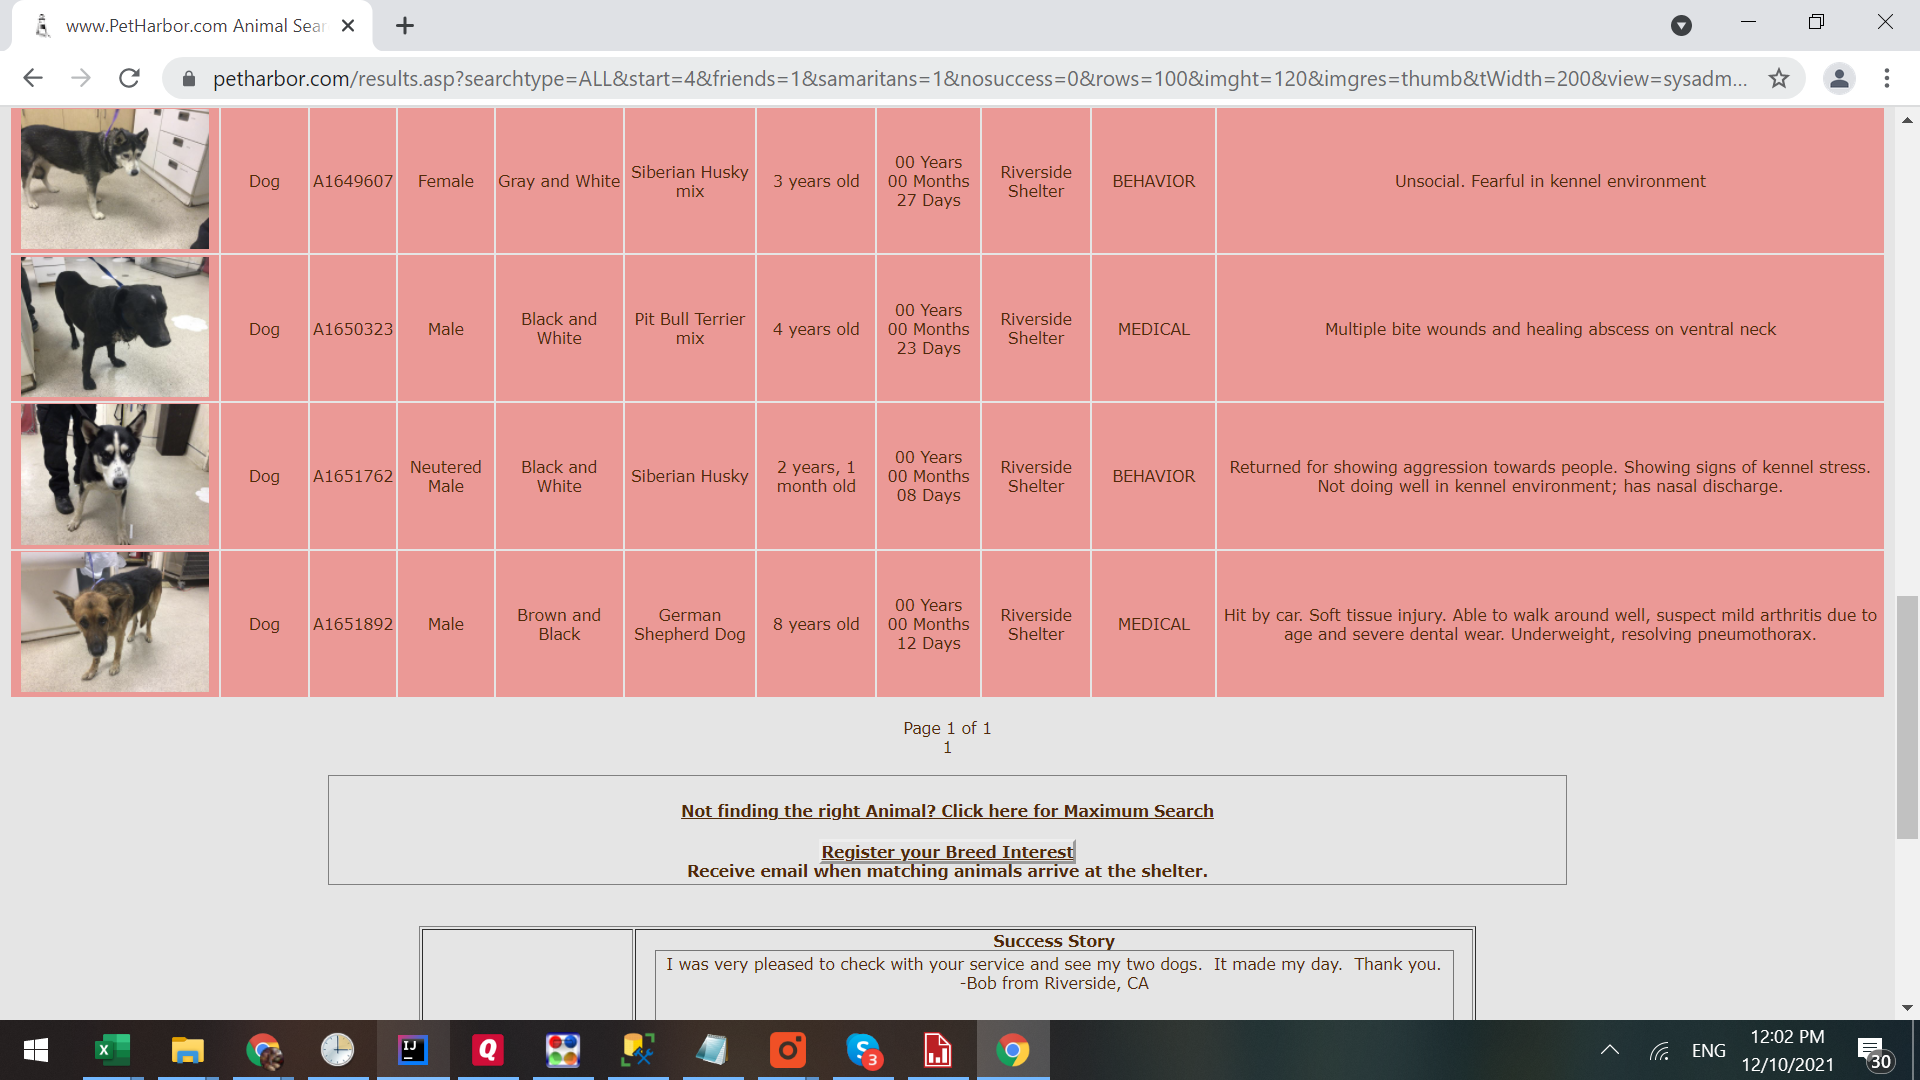 www.PetHarbor.com Animal Sear
petharbor.com/results.asp?searchtype=ALL&start=4&friends=1&samaritans=1&nosuccess=0&rows=100&imght=120&imgres=thumb&tWidth=200&view=sysadm...
Dog
A1649607
Female
Gray and White
Siberian Husky
mix
3 years old
00 Years
00 Months
27 Days
Riverside
Shelter
BEHAVIOR
Unsocial. Fearful in kennel environment
Dog
A1650323
Male
Black and
White
Pit Bull Terrier
mix
4 years old
00 Years
00 Months
23 Days
Riverside
Shelter
MEDICAL
Multiple bite wounds and healing abscess on ventral neck
Dog
A1651762
Neutered
Male
Black and
White
Siberian Husky
2 years, 1
month old
00 Years
00 Months
08 Days
Riverside
Shelter
BEHAVIOR
Returned for showing aggression towards people. Showing signs of kennel stress.
Not doing well in kennel environment; has nasal discharge.
Dog
A1651892
Male
Brown and
Black
German
Shepherd Dog
8 years old
00 Years
00 Months
12 Days
Riverside
Shelter
MEDICAL
Hit by car. Soft tissue injury. Able to walk around well, suspect mild arthritis due to
age and severe dental wear. Underweight, resolving pneumothorax.
Page 1 of 1
1
Not finding the right Animal? Click here for Maximum Search
Register your Breed Interest
Receive email when matching animals arrive at the shelter.
Success Story
I was very pleased to check with your service and see my two dogs. It made my day. Thank you.
-Bob from Riverside, CA
X
IJ
Q
S
3
ENG
12:02 PM
12/10/2021
30